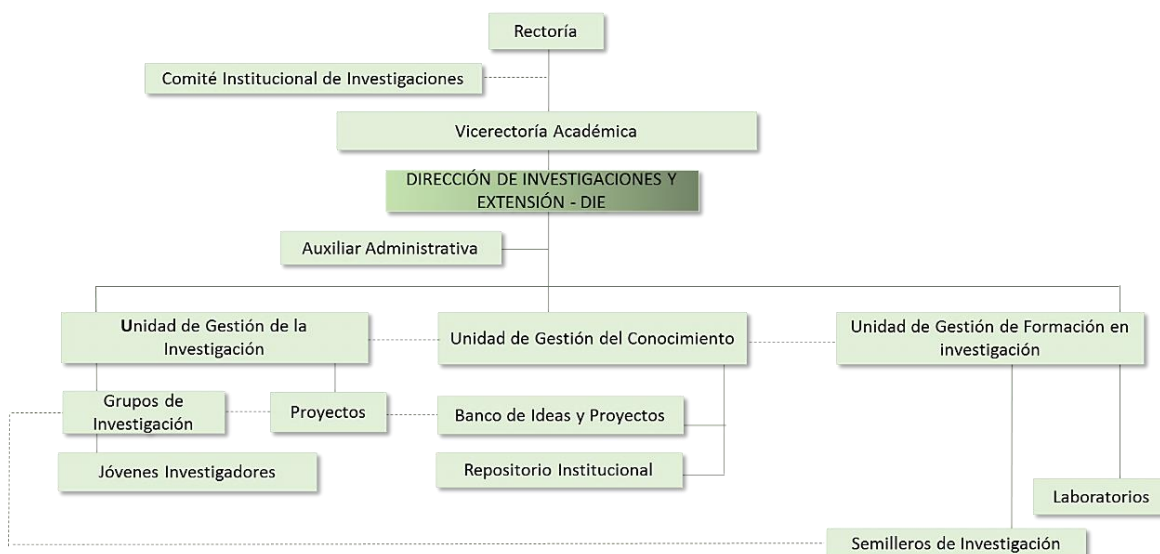 Rectoría
Comité Institucional de Investigaciones
Vicerectoría Académica
DIRECCIÓN DE INVESTIGACIONES Y
EXTENSIÓN - DIE
Auxiliar Administrativa
Unidad de Gestión de la
Investigación
Unidad de Gestión del Conocimiento
Unidad de Gestión de Formación en
investigación
Grupos de
Investigación
Proyectos
Banco de Ideas y Proyectos
Jóvenes Investigadores
Repositorio Institucional
Laboratorios
Semilleros de Investigación